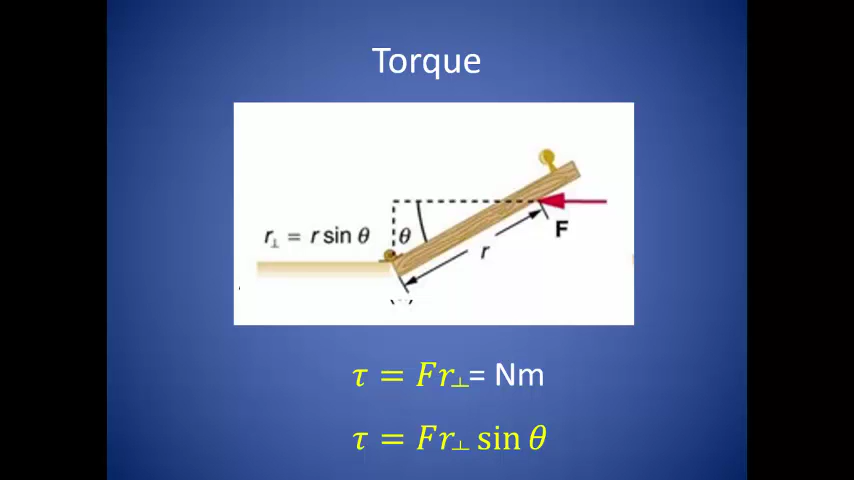 Torque
r⊥ = r sin θ
θ
F
r
τ = Fr⊥= Nm
τ = Fr⊥ sin θ